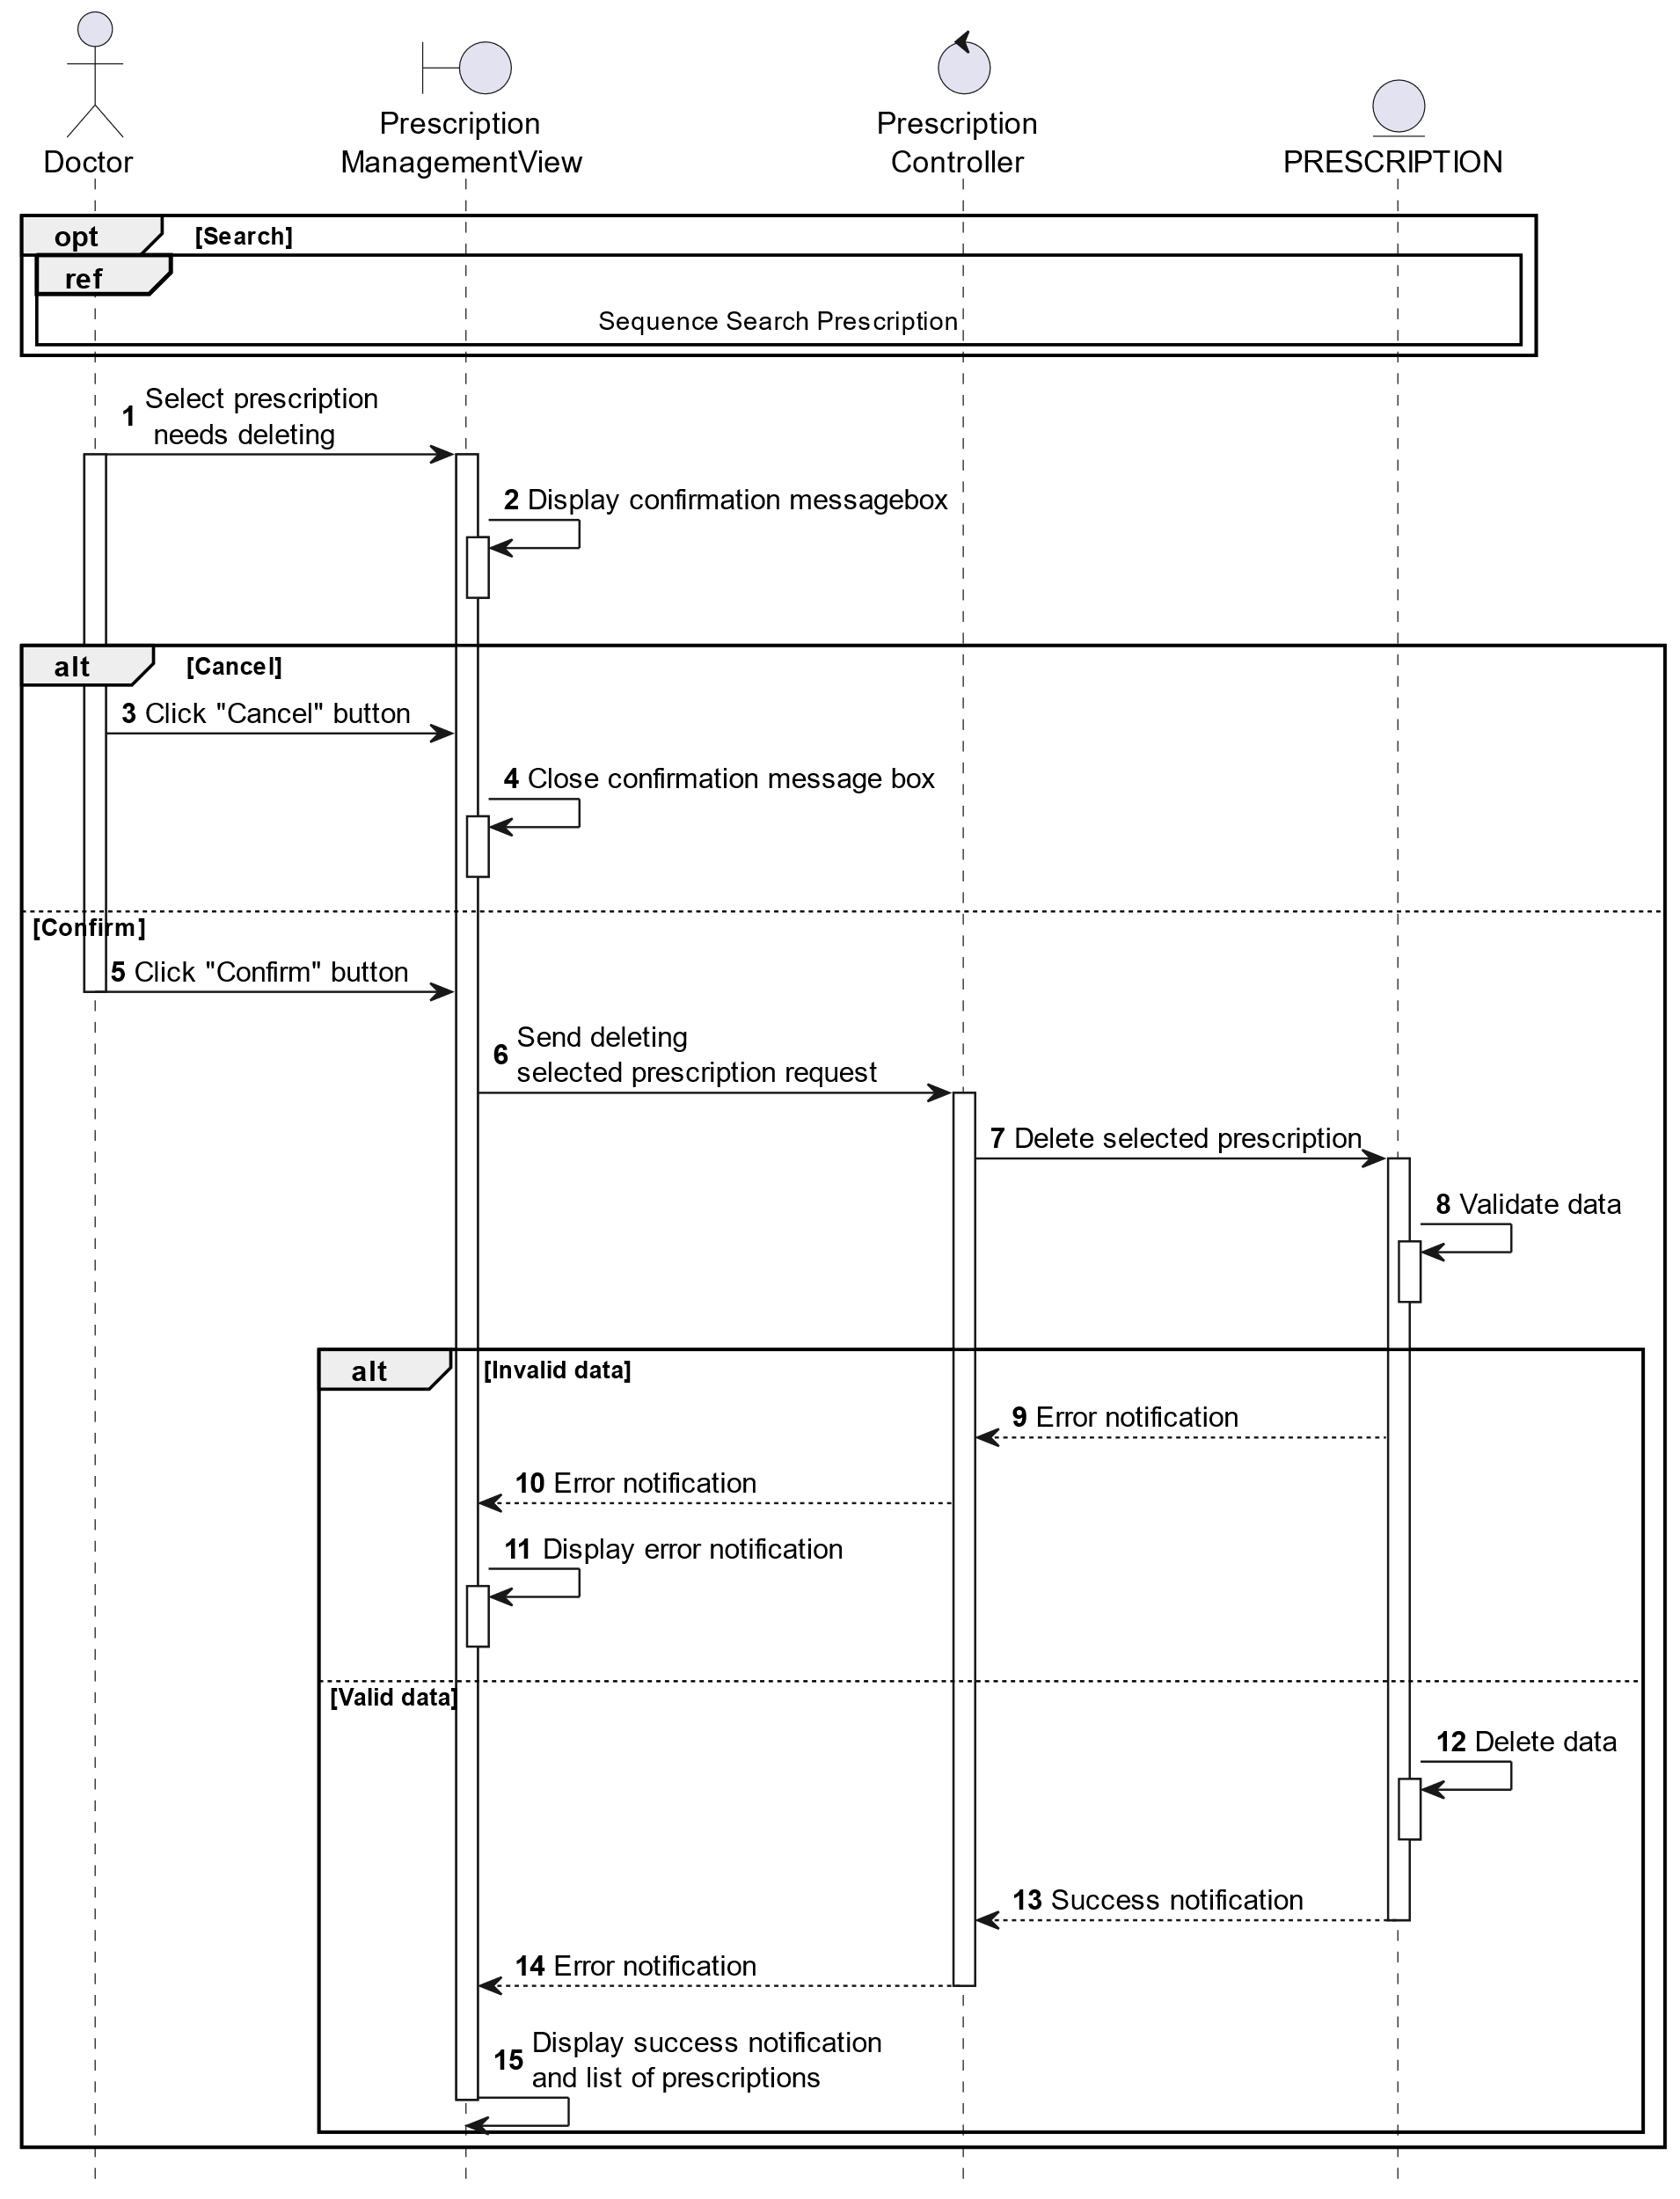 Doctor
Prescription
ManagementView
Prescription
Controller
PRESCRIPTION
opt [Search]
ref
Sequence Search Prescription
1 Select prescription
needs deleting
2 Display confirmation messagebox
alt [Cancel]
3 Click "Cancel" button
4 Close confirmation message box
[Confirm]
5 Click "Confirm" button
6 Send deleting
selected prescription request
7 Delete selected prescription
8 Validate data
alt [Invalid data]
9 Error notification
10 Error notification
11 Display error notification
[Valid data]
12 Delete data
13 Success notification
14 Error notification
15 Display success notification
and list of prescriptions